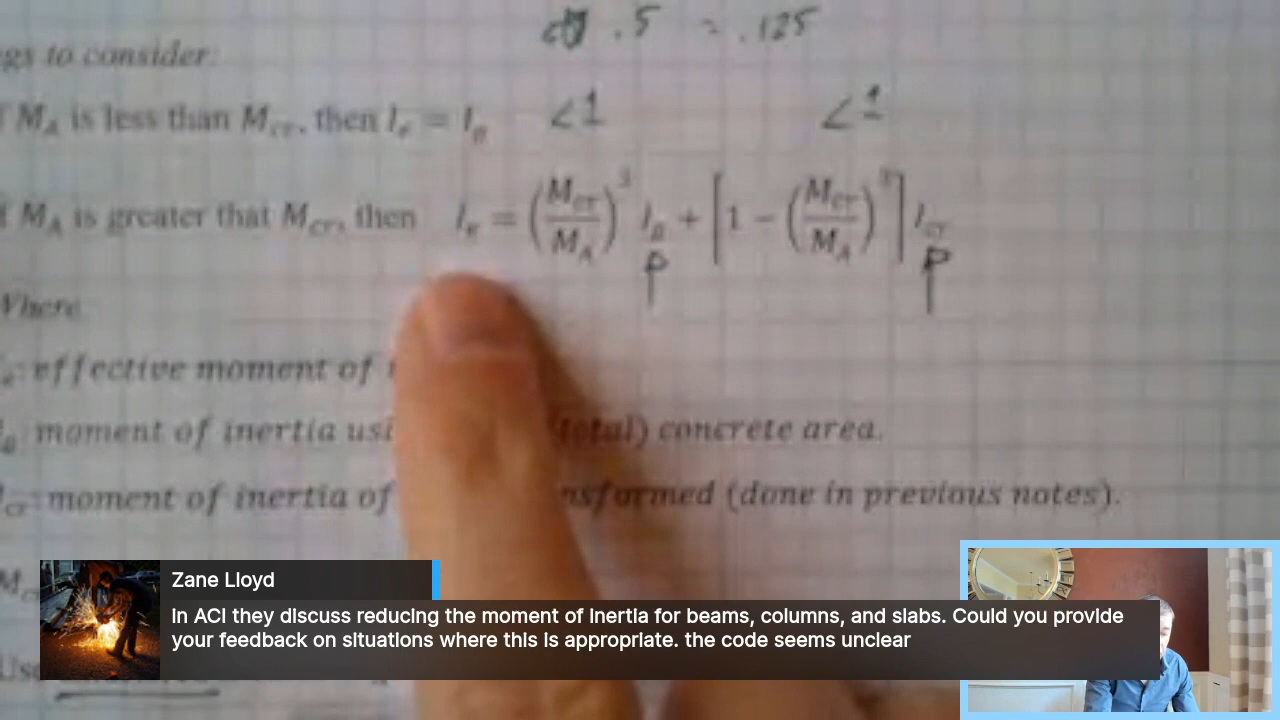 .5 = .125
gs to consider:
<1 <1
M_A is less than M_cr, then I_e = I_g
M_A is greater that M_cr, then I_e = (M_cr/M_A)^3 I_g + [1 − (M_cr/M_A)^3] I_cr
Where
effective moment of
moment of inertia usi (total) concrete area.
I_cr: moment of inertia of nsformed (done in previous notes).
Zane Lloyd
In ACI they discuss reducing the moment of inertia for beams, columns, and slabs. Could you provide
your feedback on situations where this is appropriate. the code seems unclear